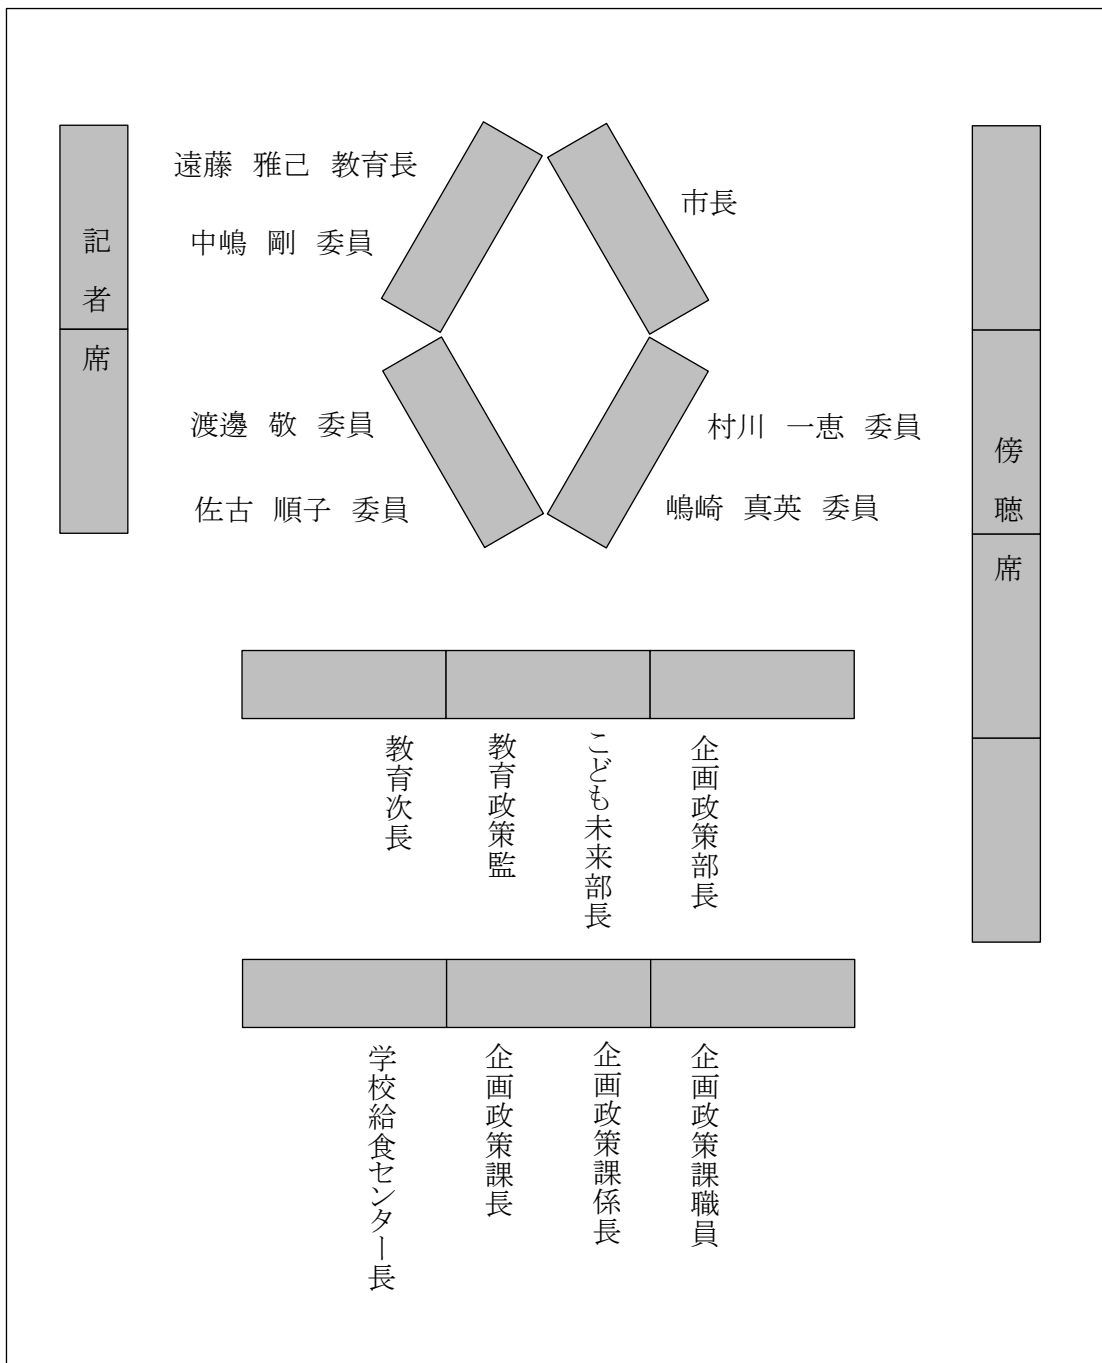 遠藤 雅己 教育長
市長
中嶋 剛 委員
記者席
渡邊 敬 委員
村川 一恵 委員
佐古 順子 委員
嶋崎 真英 委員
傍聴席
教育次長
教育政策監
こども未来部長
企画政策部長
学校給食センター長
企画政策課長
企画政策課係長
企画政策課職員